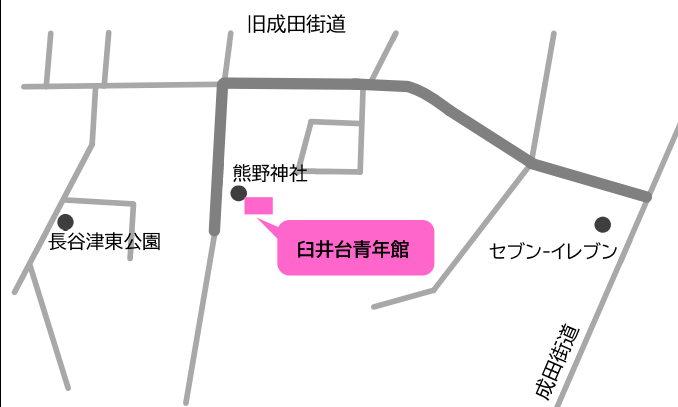 旧成田街道
熊野神社
長谷津東公園
臼井台青年館
セブン-イレブン
成田街道